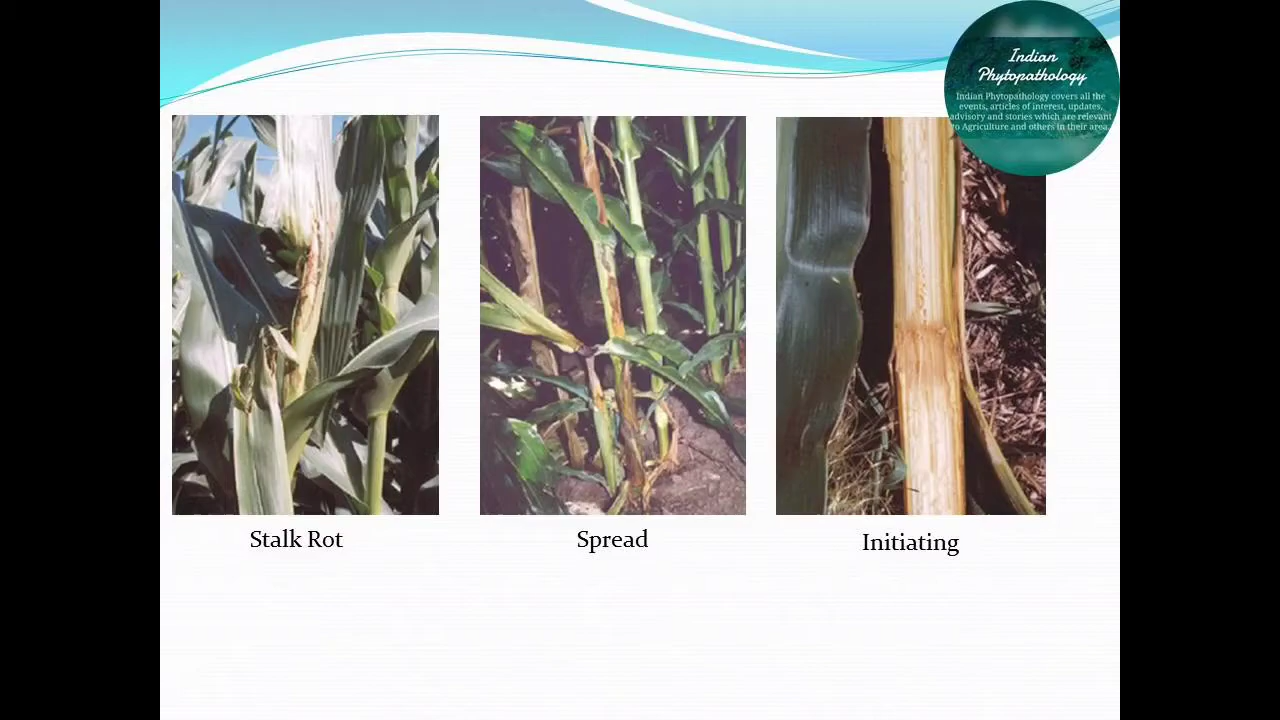 Indian
Phytopathology
Indian Phytopathology covers all the
events, articles of interest, updates,
advisory and stories which are relevant
to Agriculture and others in their area.
Stalk Rot
Spread
Initiating